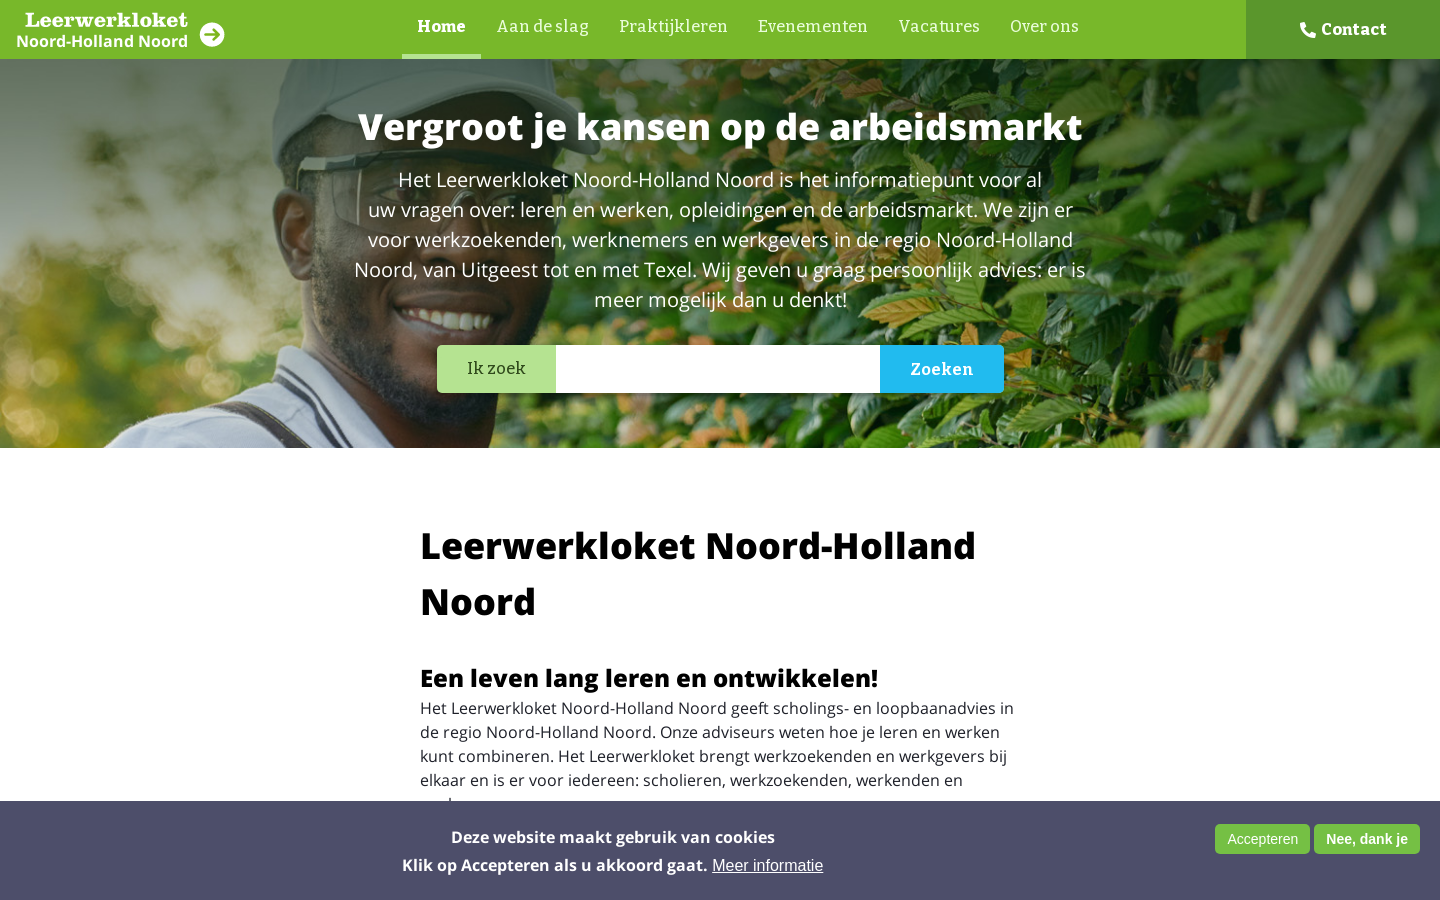 Leerwerkloket
Noord-Holland Noord
Home
Aan de slag
Praktijkleren
Evenementen
Vacatures
Over ons
Contact
Vergroot je kansen op de arbeidsmarkt
Het Leerwerkloket Noord-Holland Noord is het informatiepunt voor al
uw vragen over: leren en werken, opleidingen en de arbeidsmarkt. We zijn er
voor werkzoekenden, werknemers en werkgevers in de regio Noord-Holland
Noord, van Uitgeest tot en met Texel. Wij geven u graag persoonlijk advies: er is
meer mogelijk dan u denkt!
Ik zoek
Zoeken
Leerwerkloket Noord-Holland
Noord
Een leven lang leren en ontwikkelen!
Het Leerwerkloket Noord-Holland Noord geeft scholings- en loopbaanadvies in
de regio Noord-Holland Noord. Onze adviseurs weten hoe je leren en werken
kunt combineren. Het Leerwerkloket brengt werkzoekenden en werkgevers bij
elkaar en is er voor iedereen: scholieren, werkzoekenden, werkenden en
Deze website maakt gebruik van cookies
Klik op Accepteren als u akkoord gaat. Meer informatie
Accepteren
Nee, dank je